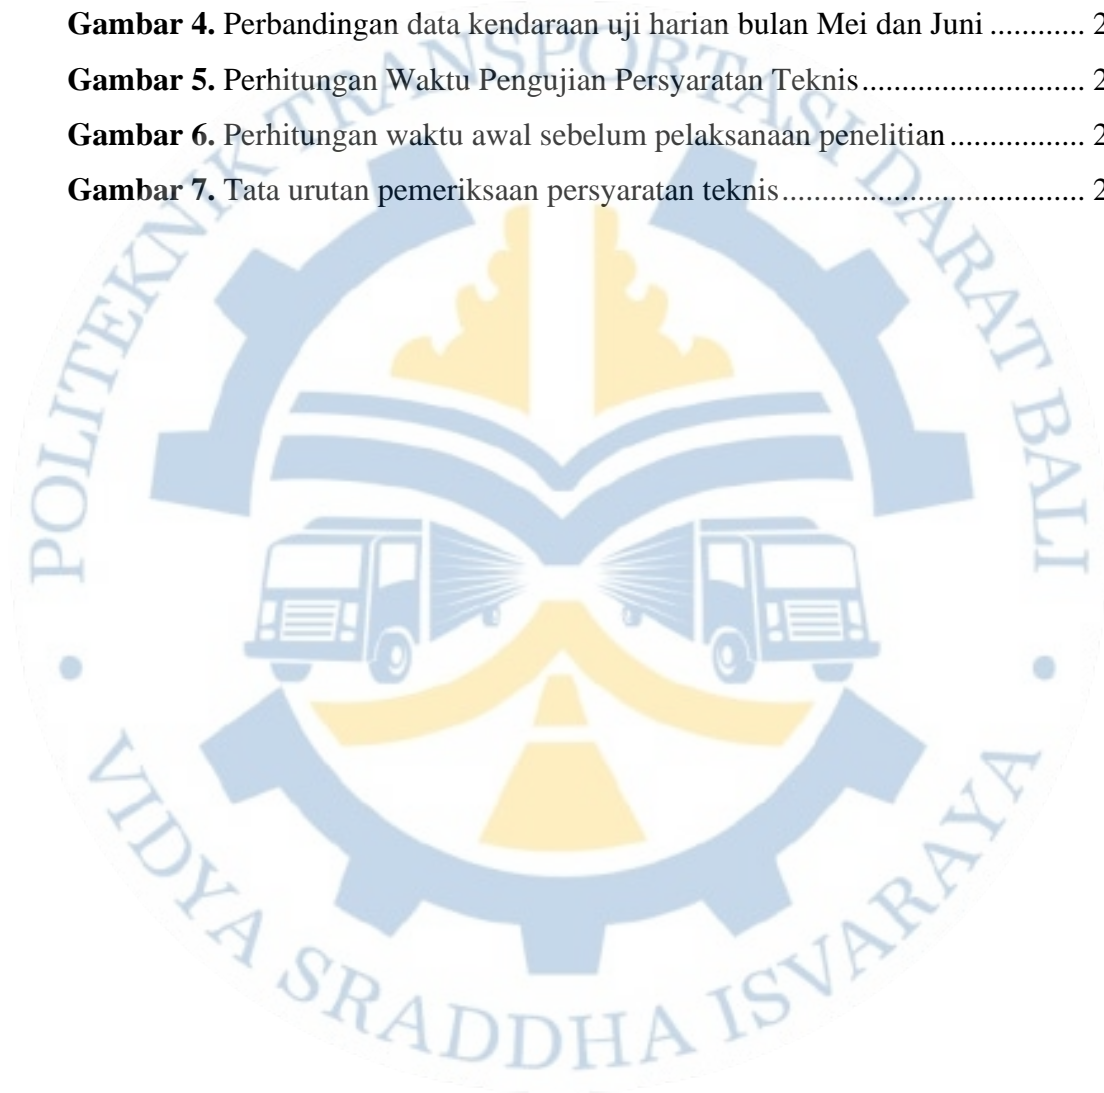 Gambar 4. Perbandingan data kendaraan uji harian bulan Mei dan Juni ............ 2
Gambar 5. Perhitungan Waktu Pengujian Persyaratan Teknis............................ 2
Gambar 6. Perhitungan waktu awal sebelum pelaksanaan penelitian ................. 2
Gambar 7. Tata urutan pemeriksaan persyaratan teknis...................................... 2
POLITEKNIK TRANSPORTASI DARAT BALI
• VIDYA SRADDHA ISVARAYA •